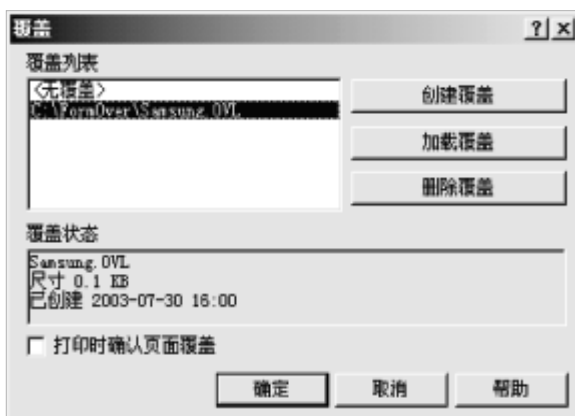 覆盖
覆盖列表
<无覆盖>
C:\FormOver\Samsung.OVL
创建覆盖
加载覆盖
删除覆盖
覆盖状态
Samsung.OVL
尺寸 0.1 KB
已创建 2003-07-30 16:00
打印时确认页面覆盖
确定
取消
帮助